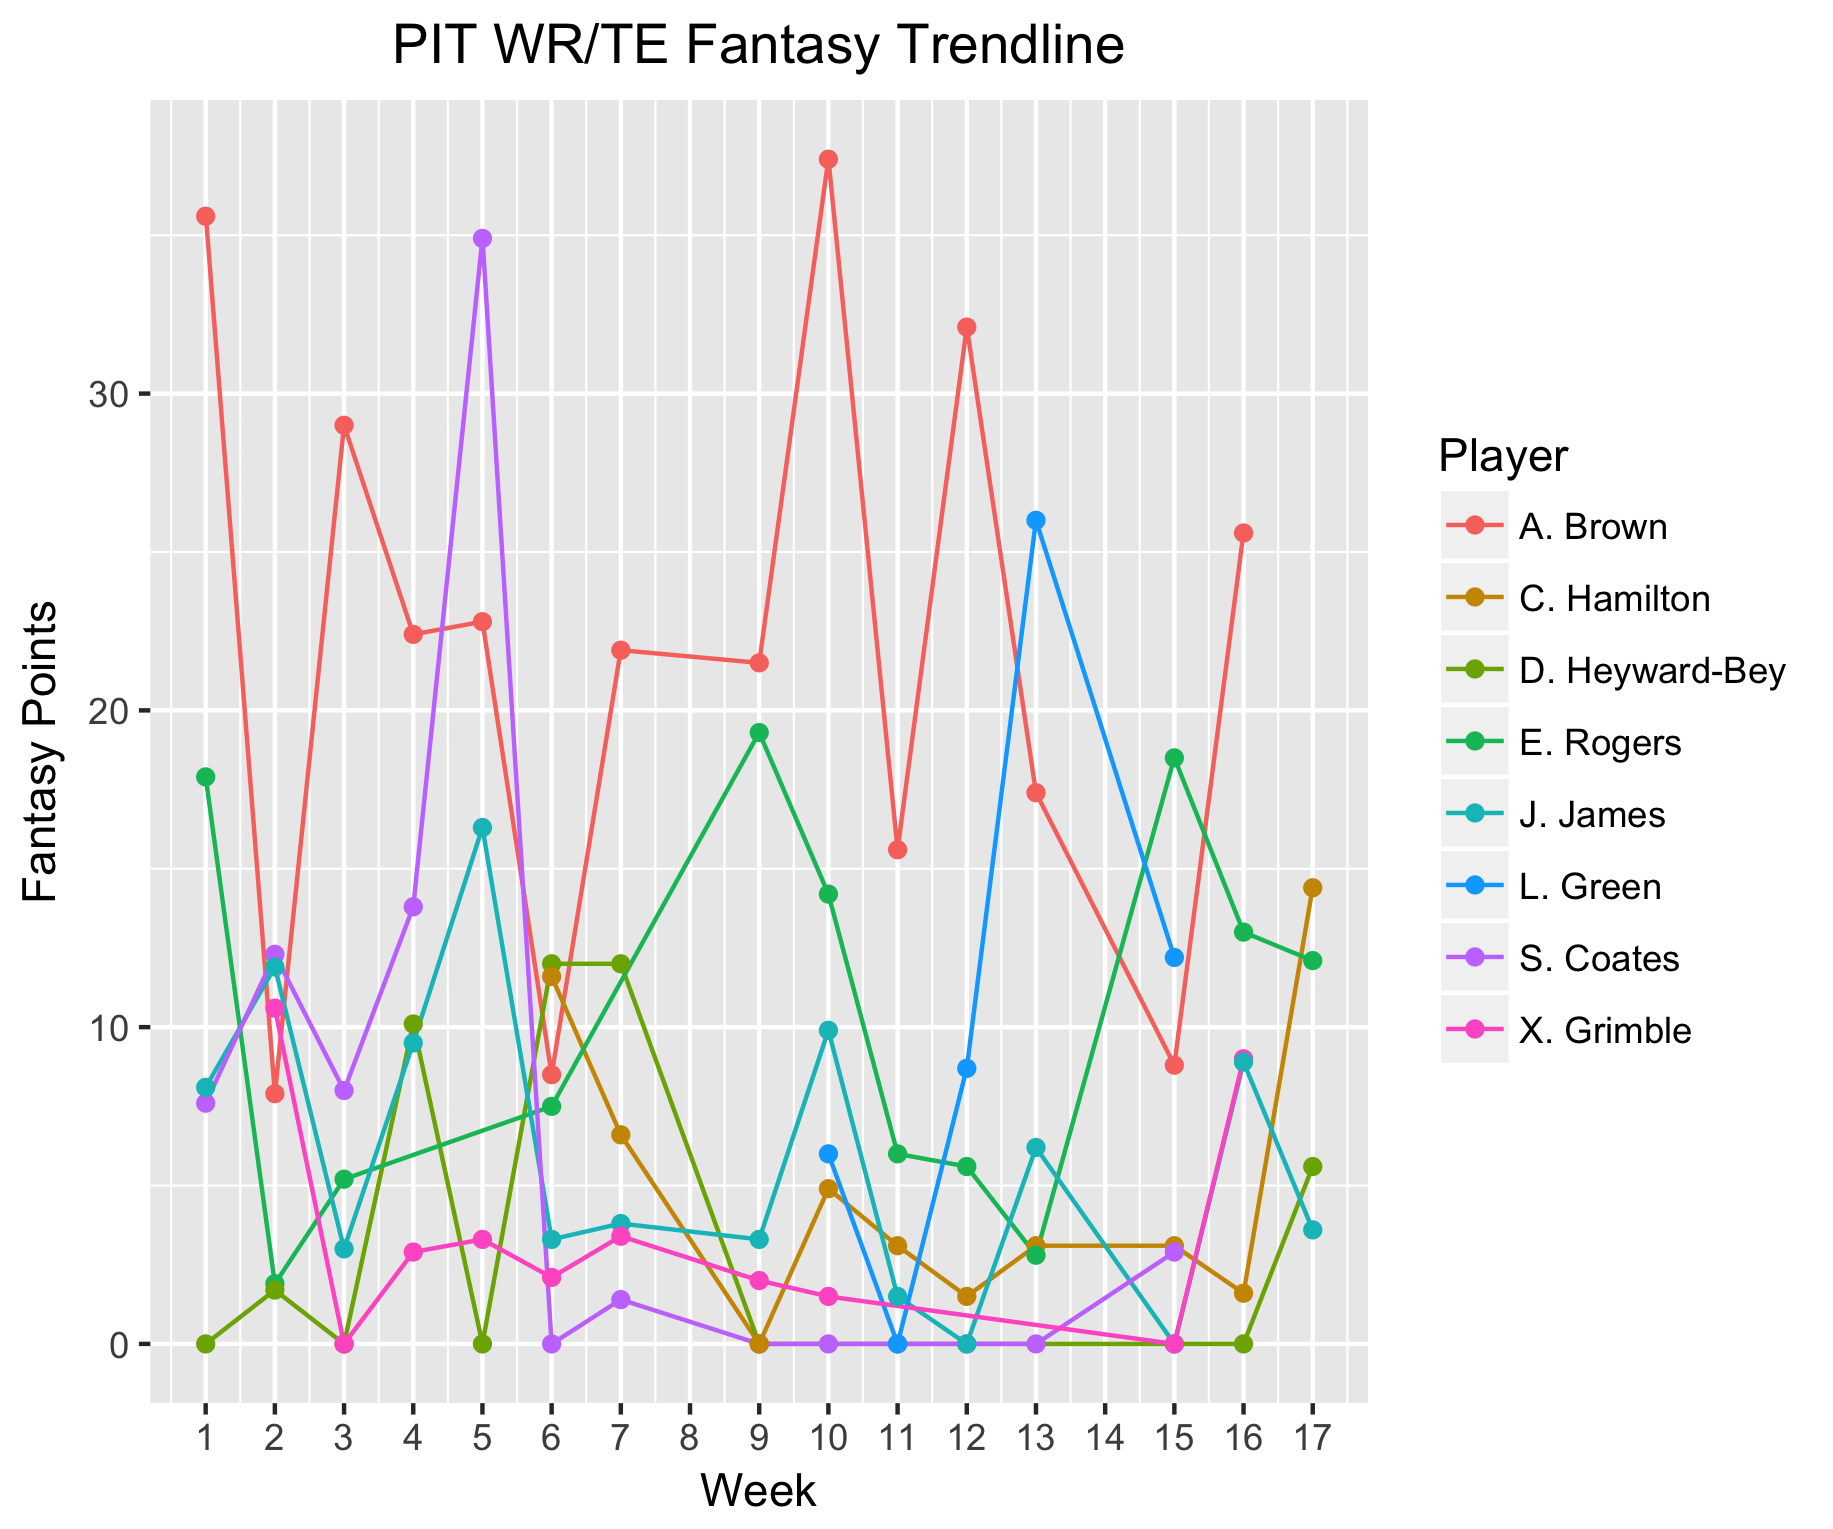 PIT WR/TE Fantasy Trendline
Fantasy Points
30
20
10
0
1 2 3 4 5 6 7 8 9 10 11 12 13 14 15 16 17
Week
Player
A. Brown
C. Hamilton
D. Heyward-Bey
E. Rogers
J. James
L. Green
S. Coates
X. Grimble